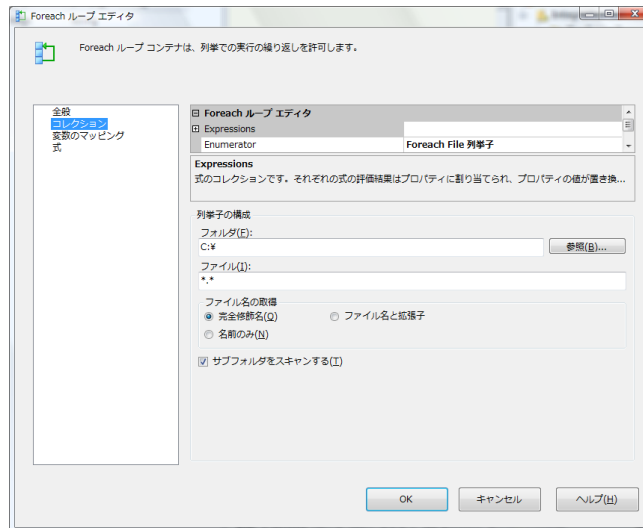 Foreach ループ エディタ
Foreach ループ コンテナは、列挙での実行の繰り返しを許可します。
全般
コレクション
変数のマッピング
式
Foreach ループ エディタ
Expressions
Enumerator Foreach File 列挙子
Expressions
式のコレクションです。それぞれの式の評価結果はプロパティに割り当てられ、プロパティの値が置き換...
列挙子の構成
フォルダ(E):
C:¥ 参照(B)...
ファイル(I):
*.*
ファイル名の取得
完全修飾名(Q) ファイル名と拡張子
名前のみ(N)
サブフォルダをスキャンする(T)
OK キャンセル ヘルプ(H)